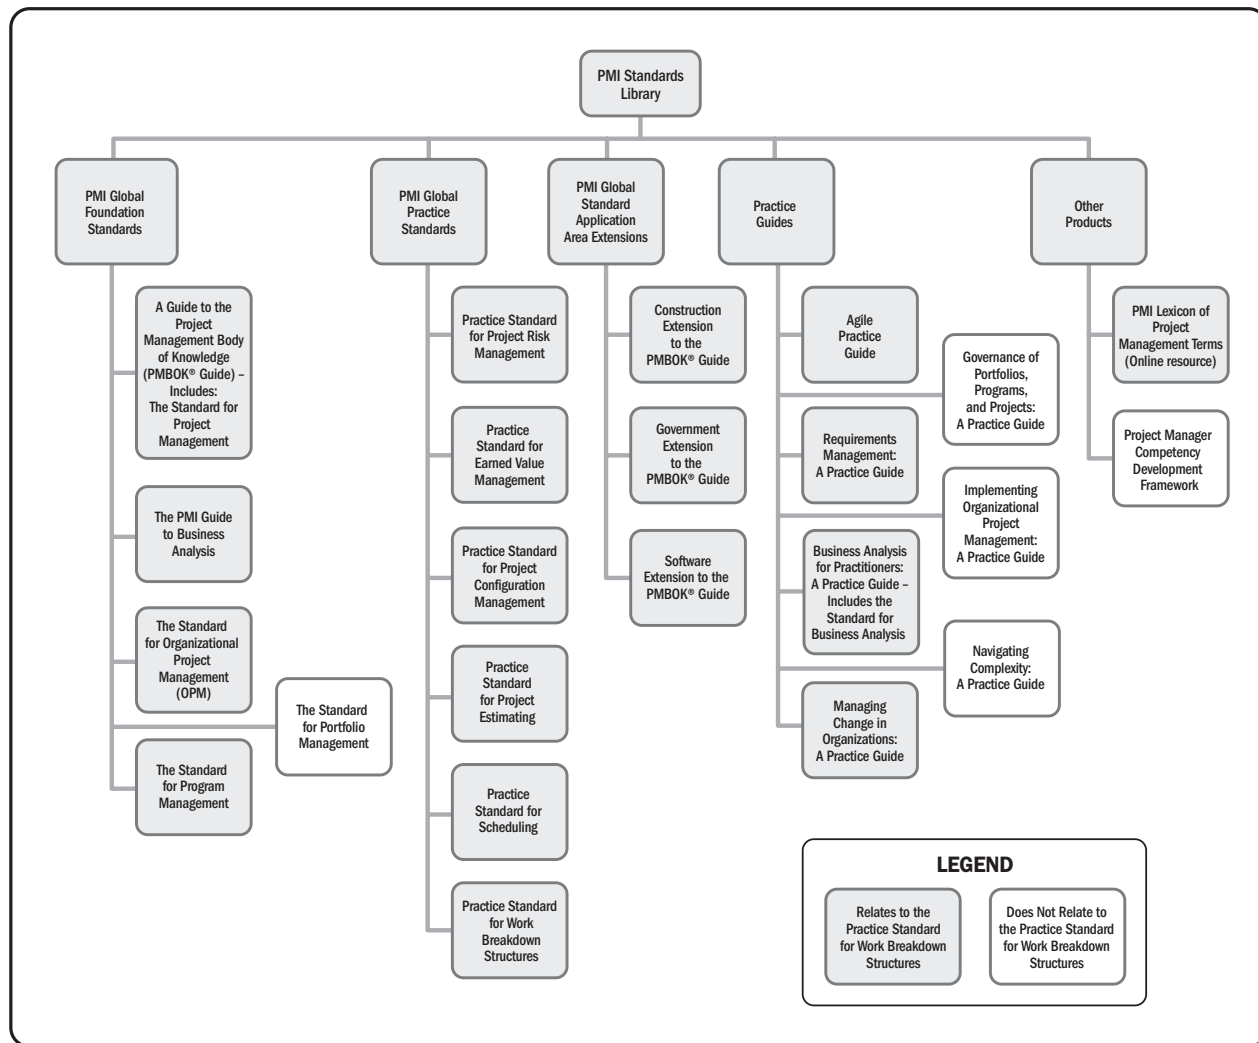 PMI Standards
Library
PMI Global
Foundation
Standards
PMI Global
Practice
Standards
PMI Global
Standard
Application
Area Extensions
Practice
Guides
Other
Products
A Guide to the
Project
Management Body
of Knowledge
(PMBOK® Guide) –
Includes:
The Standard for
Project
Management
The PMI Guide
to Business
Analysis
The Standard
for Organizational
Project
Management
(OPM)
The Standard
for Portfolio
Management
The Standard
for Program
Management
Practice Standard
for Project Risk
Management
Practice
Standard for
Earned Value
Management
Practice Standard
for Project
Configuration
Management
Practice
Standard
for Project
Estimating
Practice
Standard for
Scheduling
Practice Standard
for Work
Breakdown
Structures
Construction
Extension
to the
PMBOK® Guide
Government
Extension
to the
PMBOK® Guide
Software
Extension to the
PMBOK® Guide
Agile
Practice
Guide
Governance of
Portfolios,
Programs,
and Projects:
A Practice Guide
Requirements
Management:
A Practice Guide
Implementing
Organizational
Project
Management:
A Practice Guide
Business Analysis
for Practitioners:
A Practice Guide –
Includes the
Standard for
Business Analysis
Navigating
Complexity:
A Practice Guide
Managing
Change in
Organizations:
A Practice Guide
PMI Lexicon of
Project
Management Terms
(Online resource)
Project Manager
Competency
Development
Framework
LEGEND
Relates to the
Practice Standard
for Work Breakdown
Structures
Does Not Relate to
the Practice Standard
for Work Breakdown
Structures